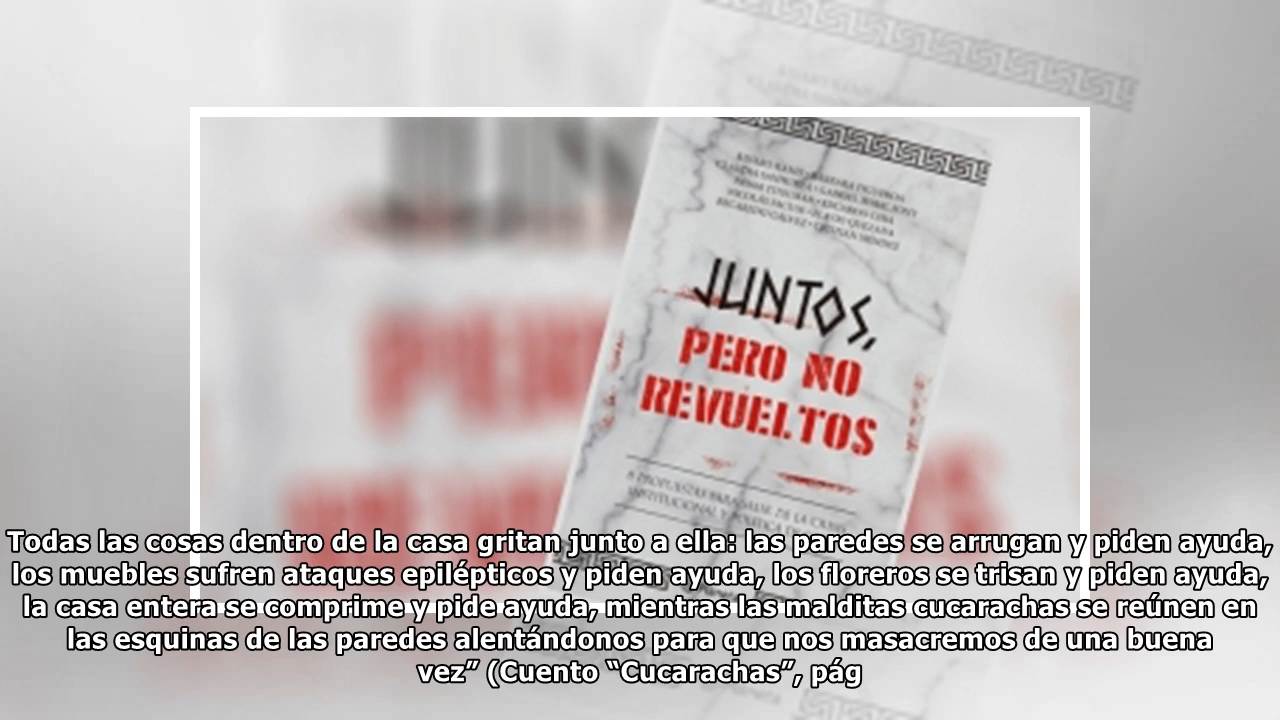 JUNTOS,
PERO NO
REVUELTOS
Todas las cosas dentro de la casa gritan junto a ella: las paredes se arrugan y piden ayuda,
los muebles sufren ataques epilépticos y piden ayuda, los floreros se trisan y piden ayuda,
la casa entera se comprime y pide ayuda, mientras las malditas cucarachas se reúnen en
las esquinas de las paredes alentándonos para que nos masacremos de una buena
vez” (Cuento “Cucarachas”, pág